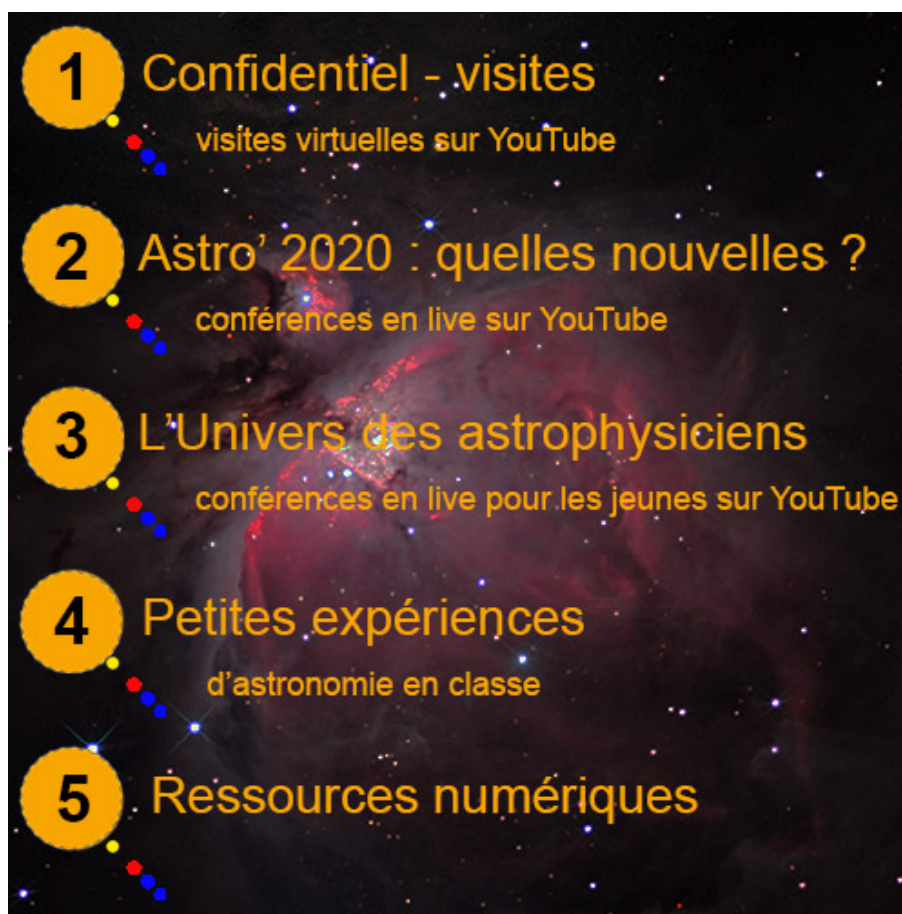 1 Confidentiel - visites
visites virtuelles sur YouTube
2 Astro’ 2020 : quelles nouvelles ?
conférences en live sur YouTube
3 L’Univers des astrophysiciens
conférences en live pour les jeunes sur YouTube
4 Petites expériences
d’astronomie en classe
5 Ressources numériques